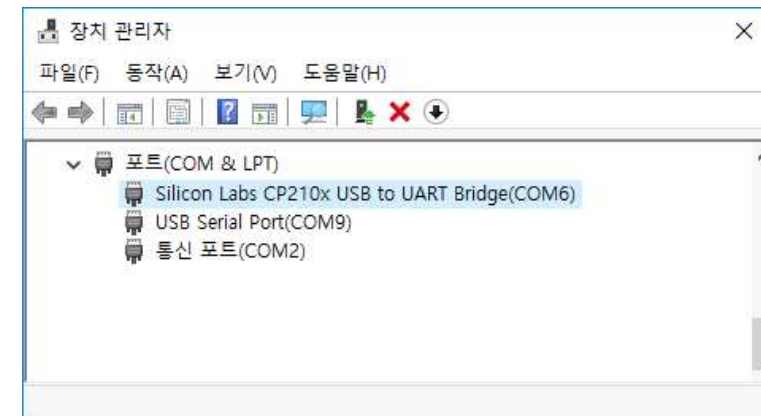 장치 관리자
파일(F) 동작(A) 보기(V) 도움말(H)
포트(COM & LPT)
Silicon Labs CP210x USB to UART Bridge(COM6)
USB Serial Port(COM9)
통신 포트(COM2)